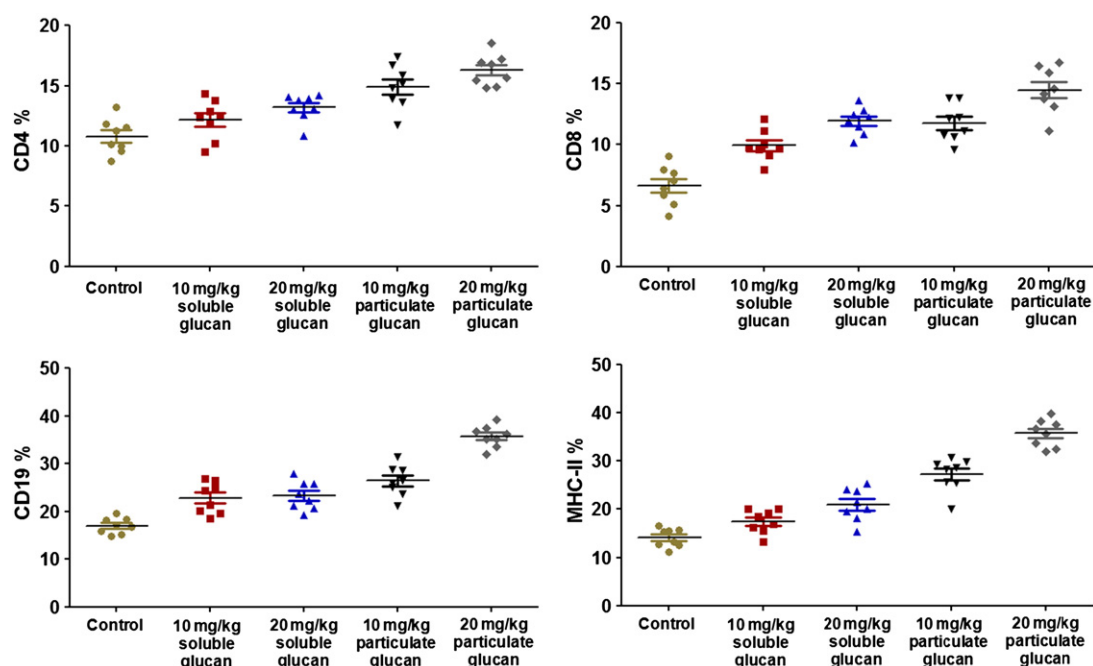 CD4 %
20
15
10
5
0
Control
10 mg/kg
soluble
glucan
20 mg/kg
soluble
glucan
10 mg/kg
particulate
glucan
20 mg/kg
particulate
glucan
CD8 %
20
15
10
5
0
Control
10 mg/kg
soluble
glucan
20 mg/kg
soluble
glucan
10 mg/kg
particulate
glucan
20 mg/kg
particulate
glucan
CD19 %
50
40
30
20
10
0
Control
10 mg/kg
soluble
glucan
20 mg/kg
soluble
glucan
10 mg/kg
particulate
glucan
20 mg/kg
particulate
glucan
MHC-II %
50
40
30
20
10
0
Control
10 mg/kg
soluble
glucan
20 mg/kg
soluble
glucan
10 mg/kg
particulate
glucan
20 mg/kg
particulate
glucan